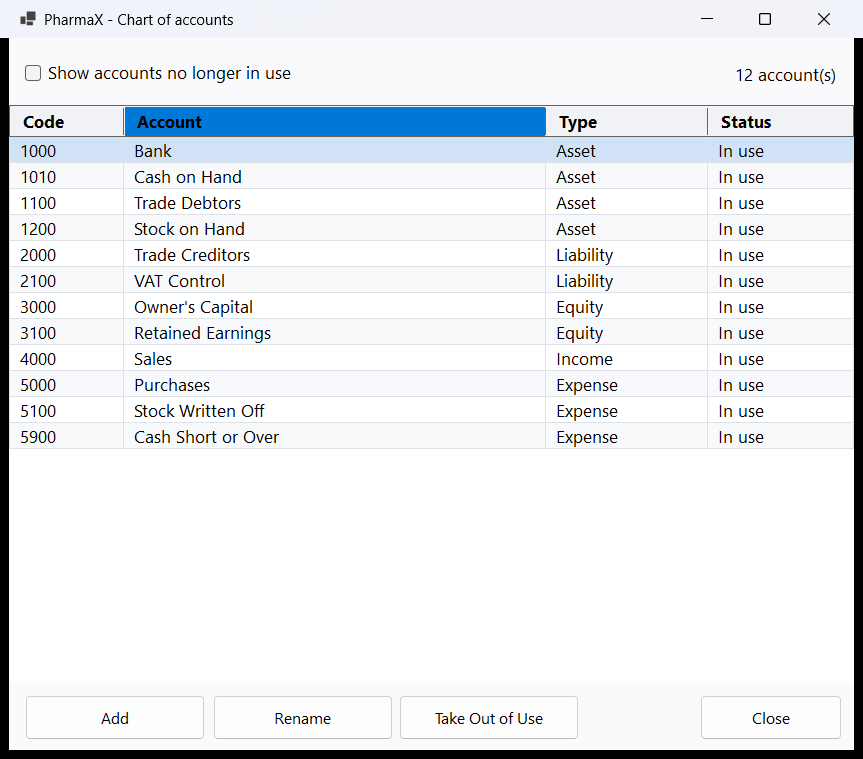 PharmaX - Chart of accounts
Show accounts no longer in use
12 account(s)
Code Account Type Status
1000 Bank Asset In use
1010 Cash on Hand Asset In use
1100 Trade Debtors Asset In use
1200 Stock on Hand Asset In use
2000 Trade Creditors Liability In use
2100 VAT Control Liability In use
3000 Owner's Capital Equity In use
3100 Retained Earnings Equity In use
4000 Sales Income In use
5000 Purchases Expense In use
5100 Stock Written Off Expense In use
5900 Cash Short or Over Expense In use
Add Rename Take Out of Use Close